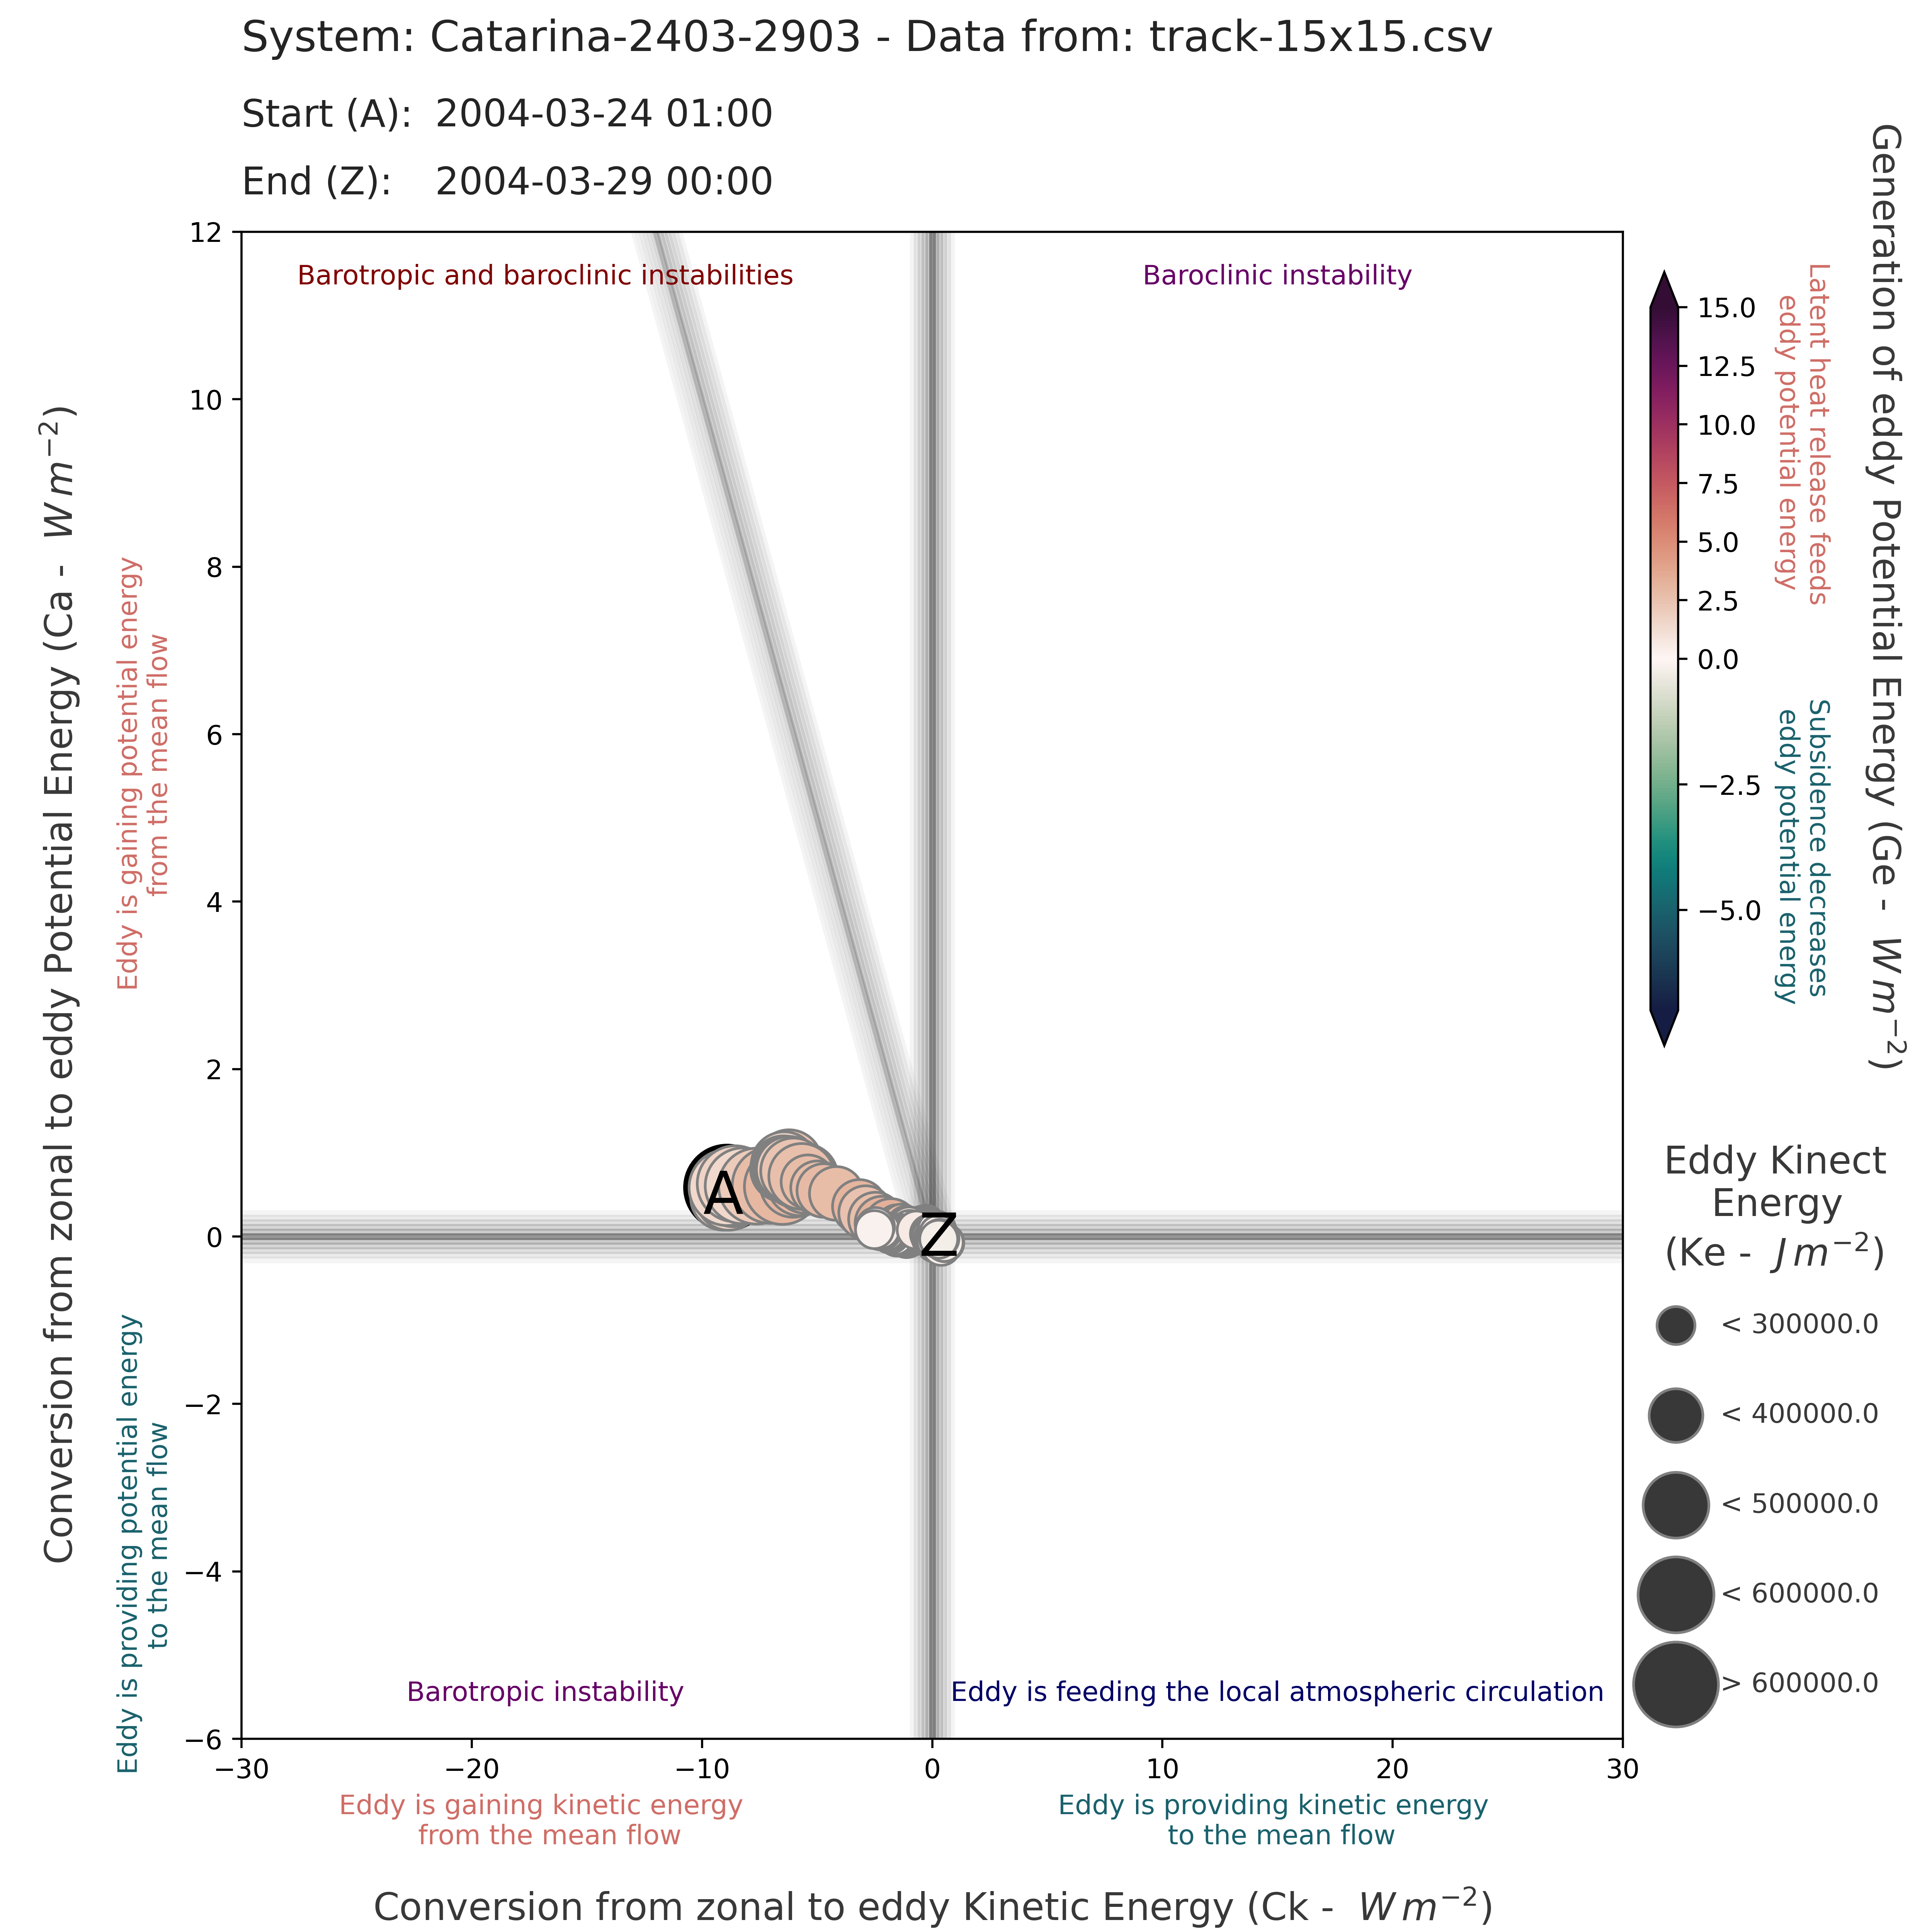 System: Catarina-2403-2903 - Data from: track-15x15.csv
Start (A): 2004-03-24 01:00
End (Z): 2004-03-29 00:00
Conversion from zonal to eddy Potential Energy (Ca - W m⁻²)
Eddy is gaining potential energy
from the mean flow
Eddy is providing potential energy
to the mean flow
12
10
8
6
4
2
0
−2
−4
−6
Barotropic and baroclinic instabilities
Baroclinic instability
A
Z
Barotropic instability
Eddy is feeding the local atmospheric circulation
−30
−20
−10
0
10
20
30
Eddy is gaining kinetic energy
from the mean flow
Eddy is providing kinetic energy
to the mean flow
Conversion from zonal to eddy Kinetic Energy (Ck - W m⁻²)
15.0
12.5
10.0
7.5
5.0
2.5
0.0
−2.5
−5.0
Latent heat release feeds
eddy potential energy
Subsidence decreases
eddy potential energy
Generation of eddy Potential Energy (Ge - W m⁻²)
Eddy Kinect
Energy
(Ke - J m⁻²)
< 300000.0
< 400000.0
< 500000.0
< 600000.0
> 600000.0